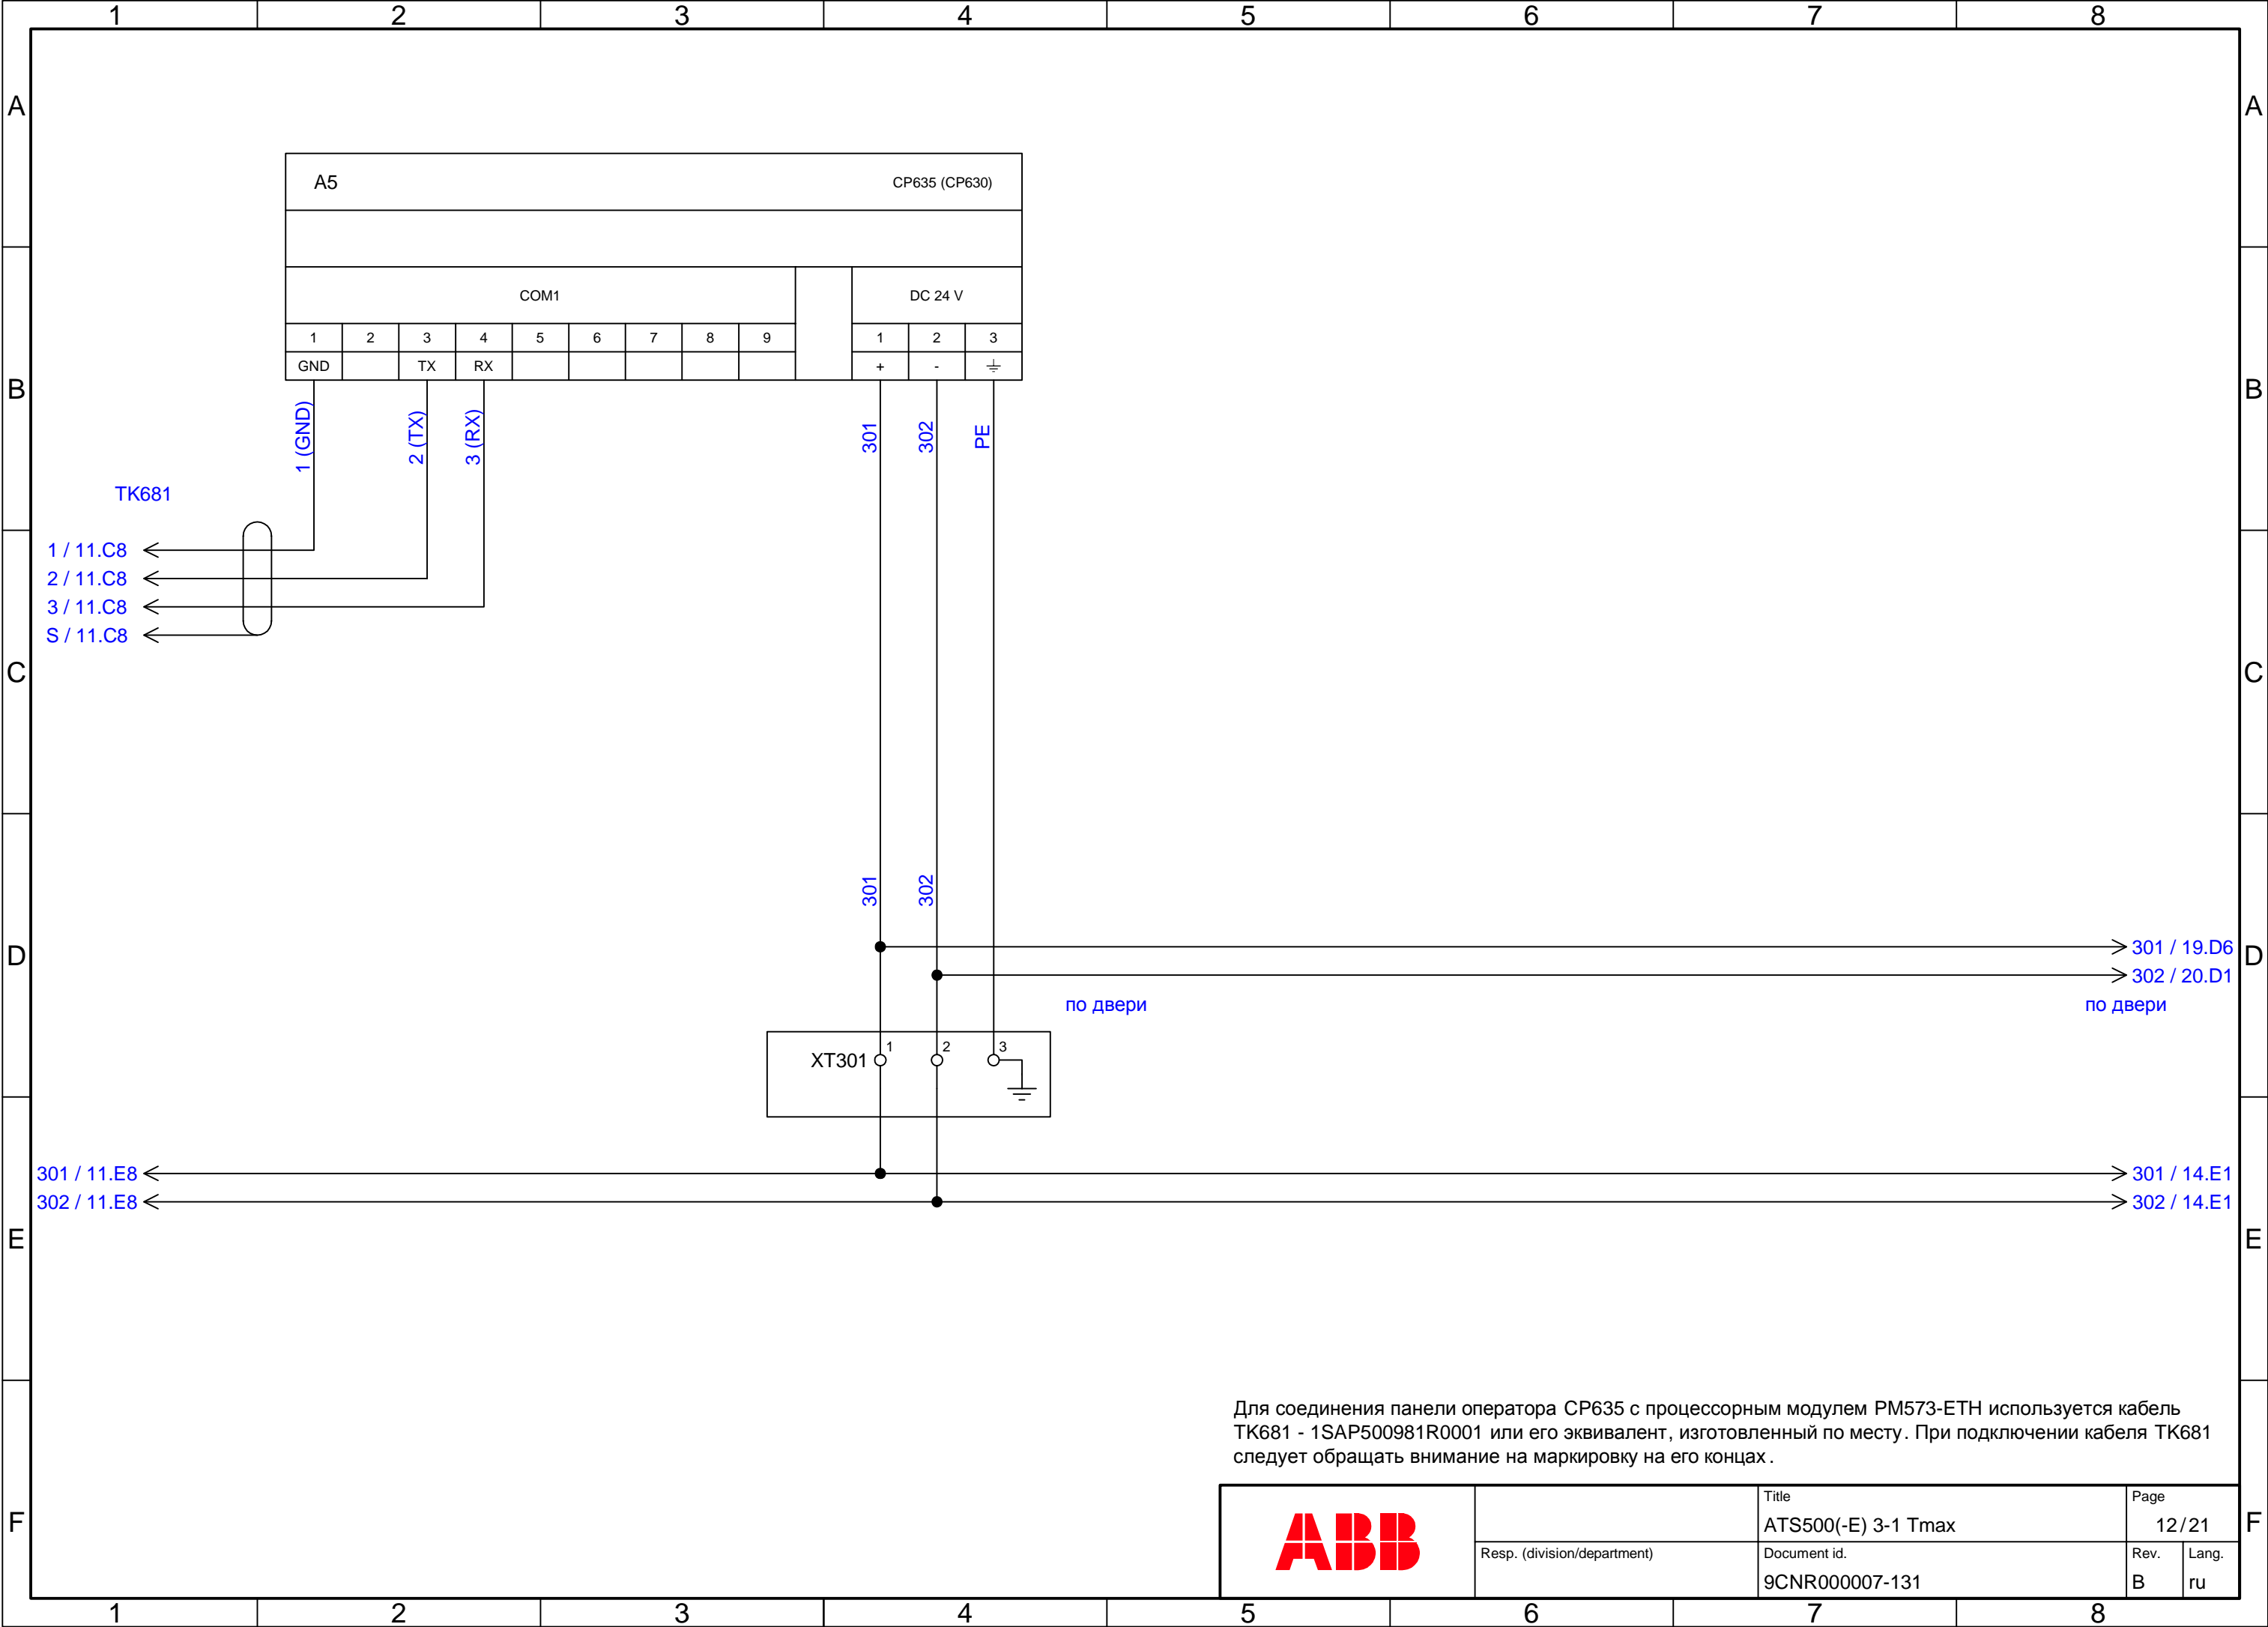 1 2 3 4 5 6 7 8
A A
A5 CP635 (CP630)
COM1 DC 24 V
1 2 3 4 5 6 7 8 9 1 2 3
GND TX RX + -
B B
1 (GND) 2 (TX) 3 (RX) 301 302 PE
TK681
1 / 11.C8
2 / 11.C8
3 / 11.C8
S / 11.C8
C C
301 302
D D
301 / 19.D6
302 / 20.D1
по двери по двери
XT301 1 2 3
301 / 11.E8 301 / 14.E1
302 / 11.E8 302 / 14.E1
E E
Для соединения панели оператора CP635 с процессорным модулем PM573-ETH используется кабель
TK681 - 1SAP500981R0001 или его эквивалент, изготовленный по месту. При подключении кабеля TK681
следует обращать внимание на маркировку на его концах.
F F
ABB
Title Page
ATS500(-E) 3-1 Tmax 12/21
Resp. (division/department) Document id. Rev. Lang.
9CNR000007-131 B ru
1 2 3 4 5 6 7 8